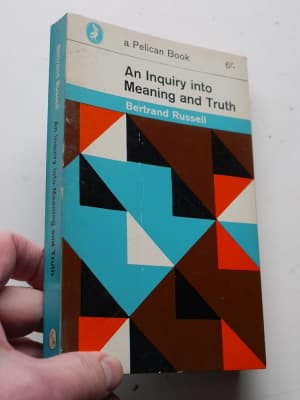 a Pelican Book
6/-
An Inquiry into
Meaning and Truth
Bertrand Russell
Bertrand Russell
An Inquiry into Meaning and Truth